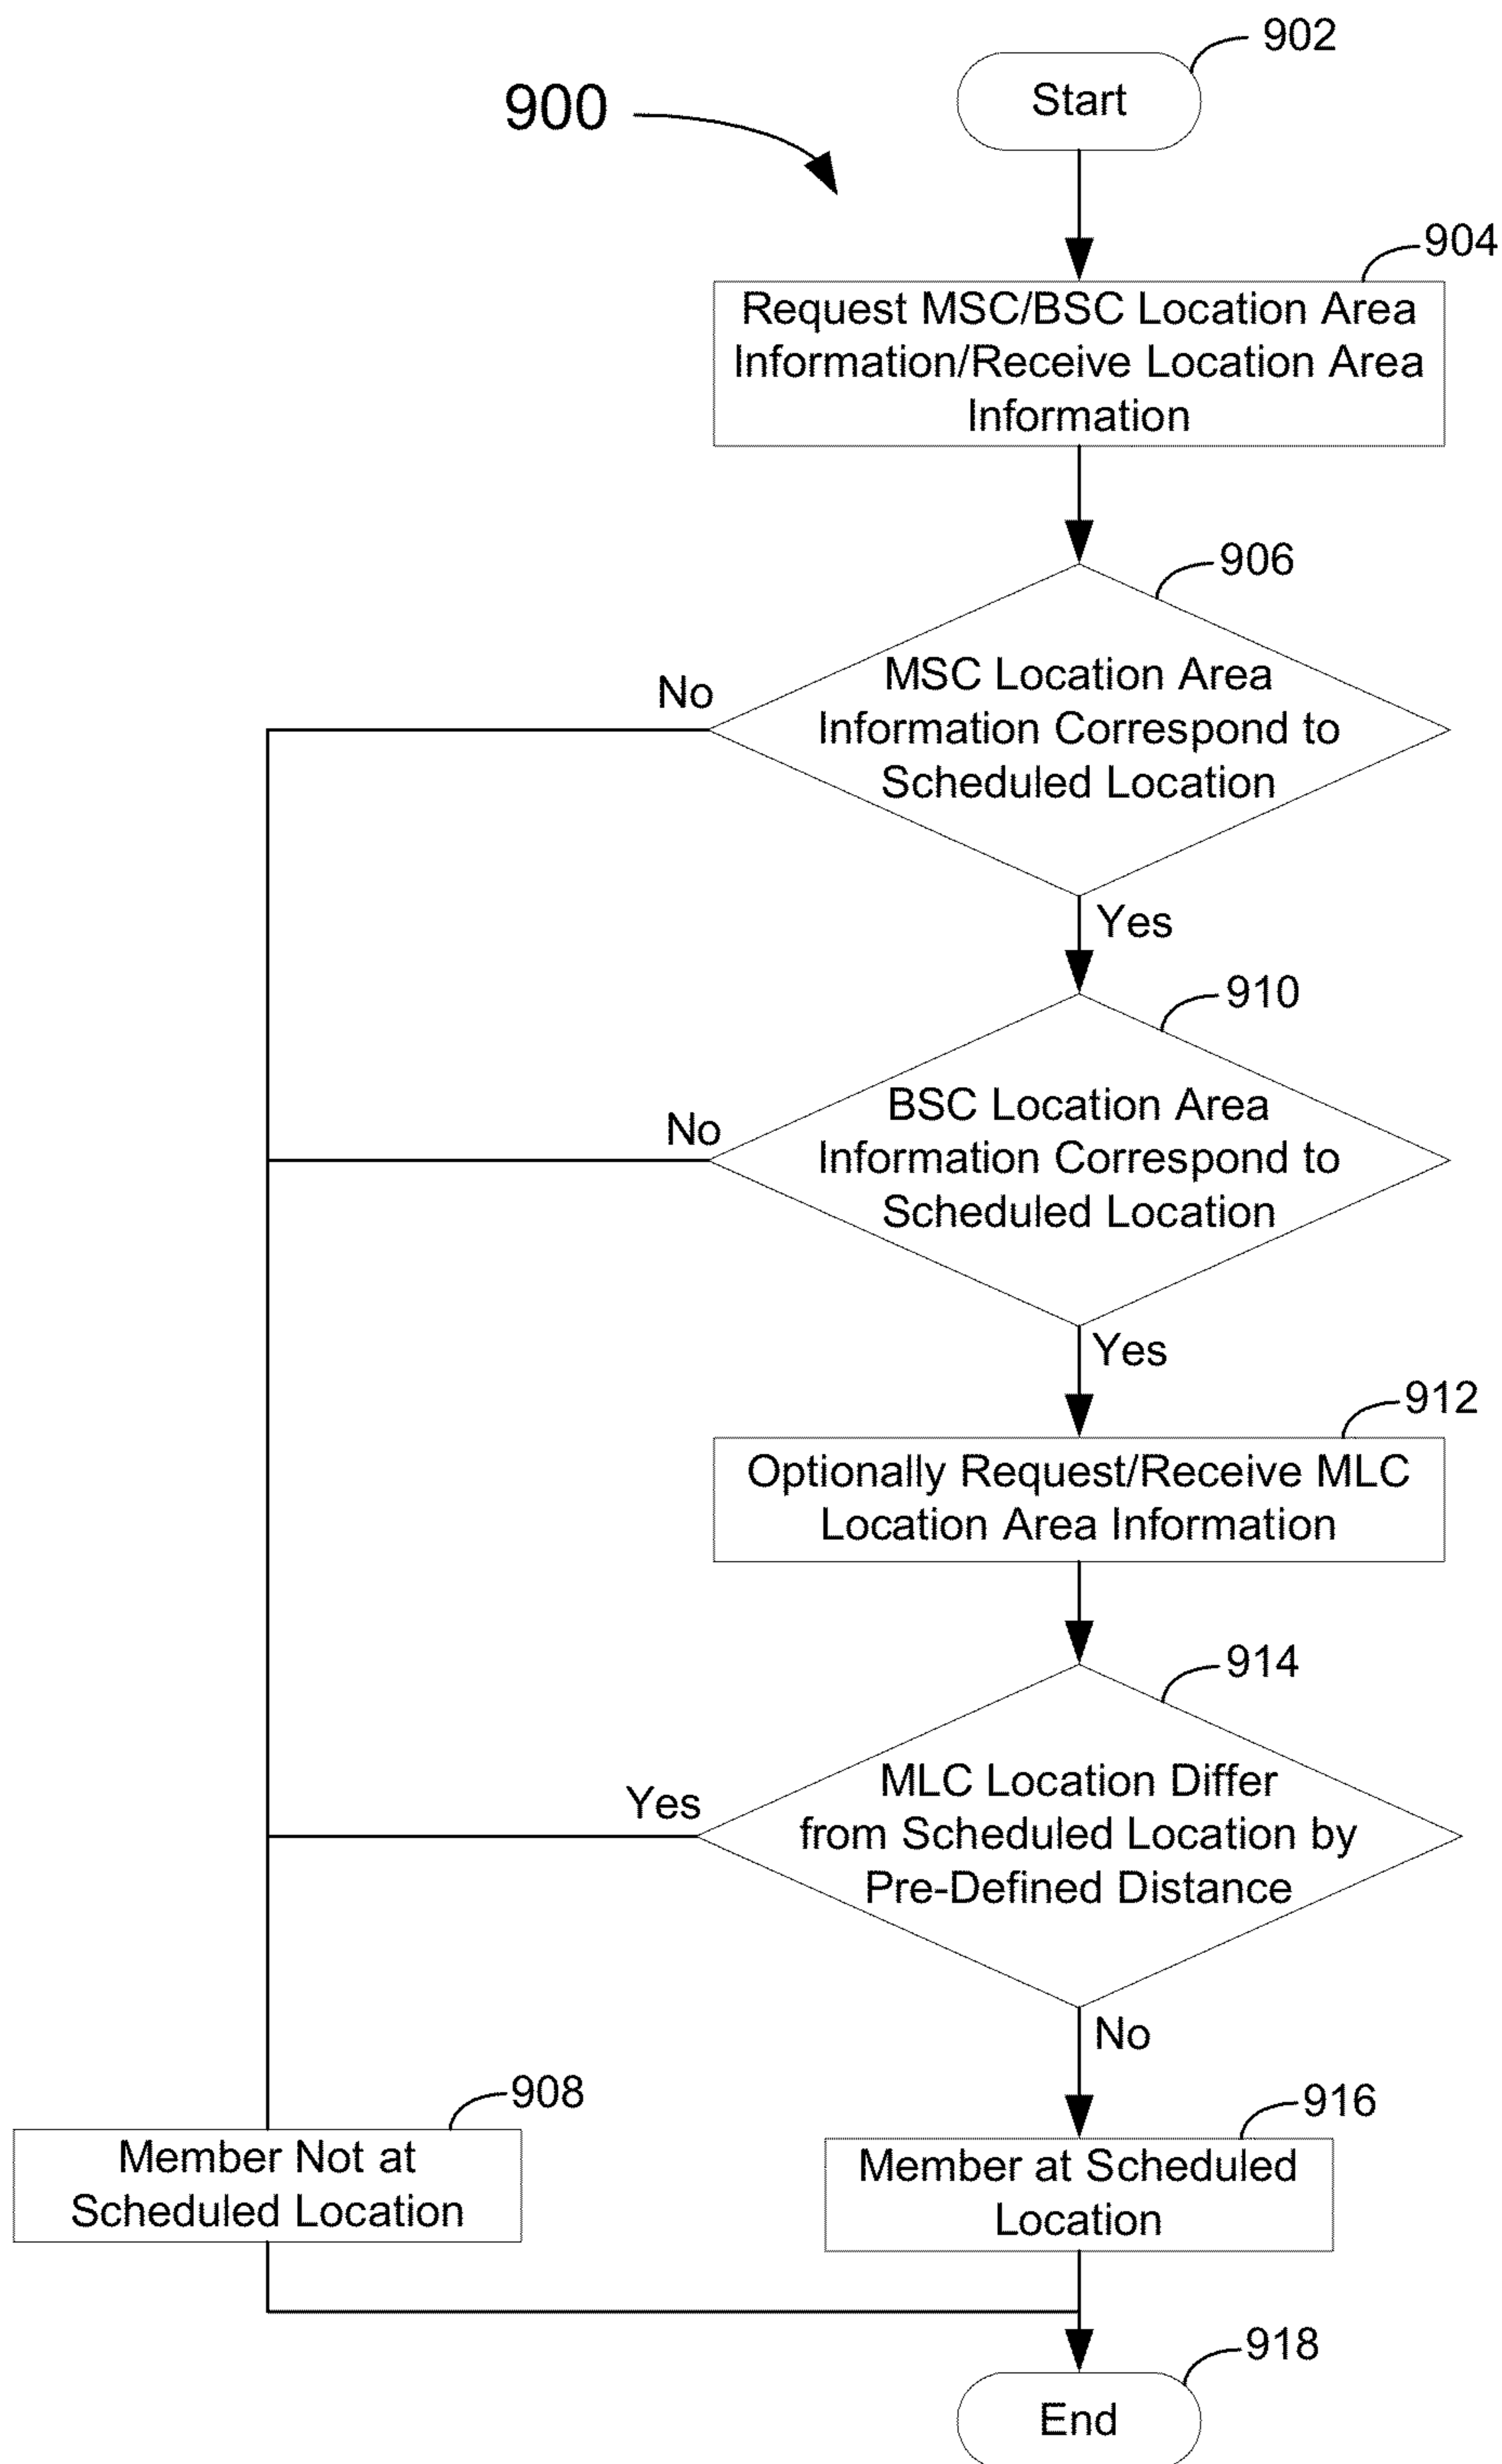 902
Start
900
904
Request MSC/BSC Location Area
Information/Receive Location Area
Information
906
MSC Location Area
Information Correspond to
Scheduled Location
No
Yes
910
BSC Location Area
Information Correspond to
Scheduled Location
No
Yes
912
Optionally Request/Receive MLC
Location Area Information
914
MLC Location Differ
from Scheduled Location by
Pre-Defined Distance
Yes
No
908
Member Not at
Scheduled Location
916
Member at Scheduled
Location
918
End